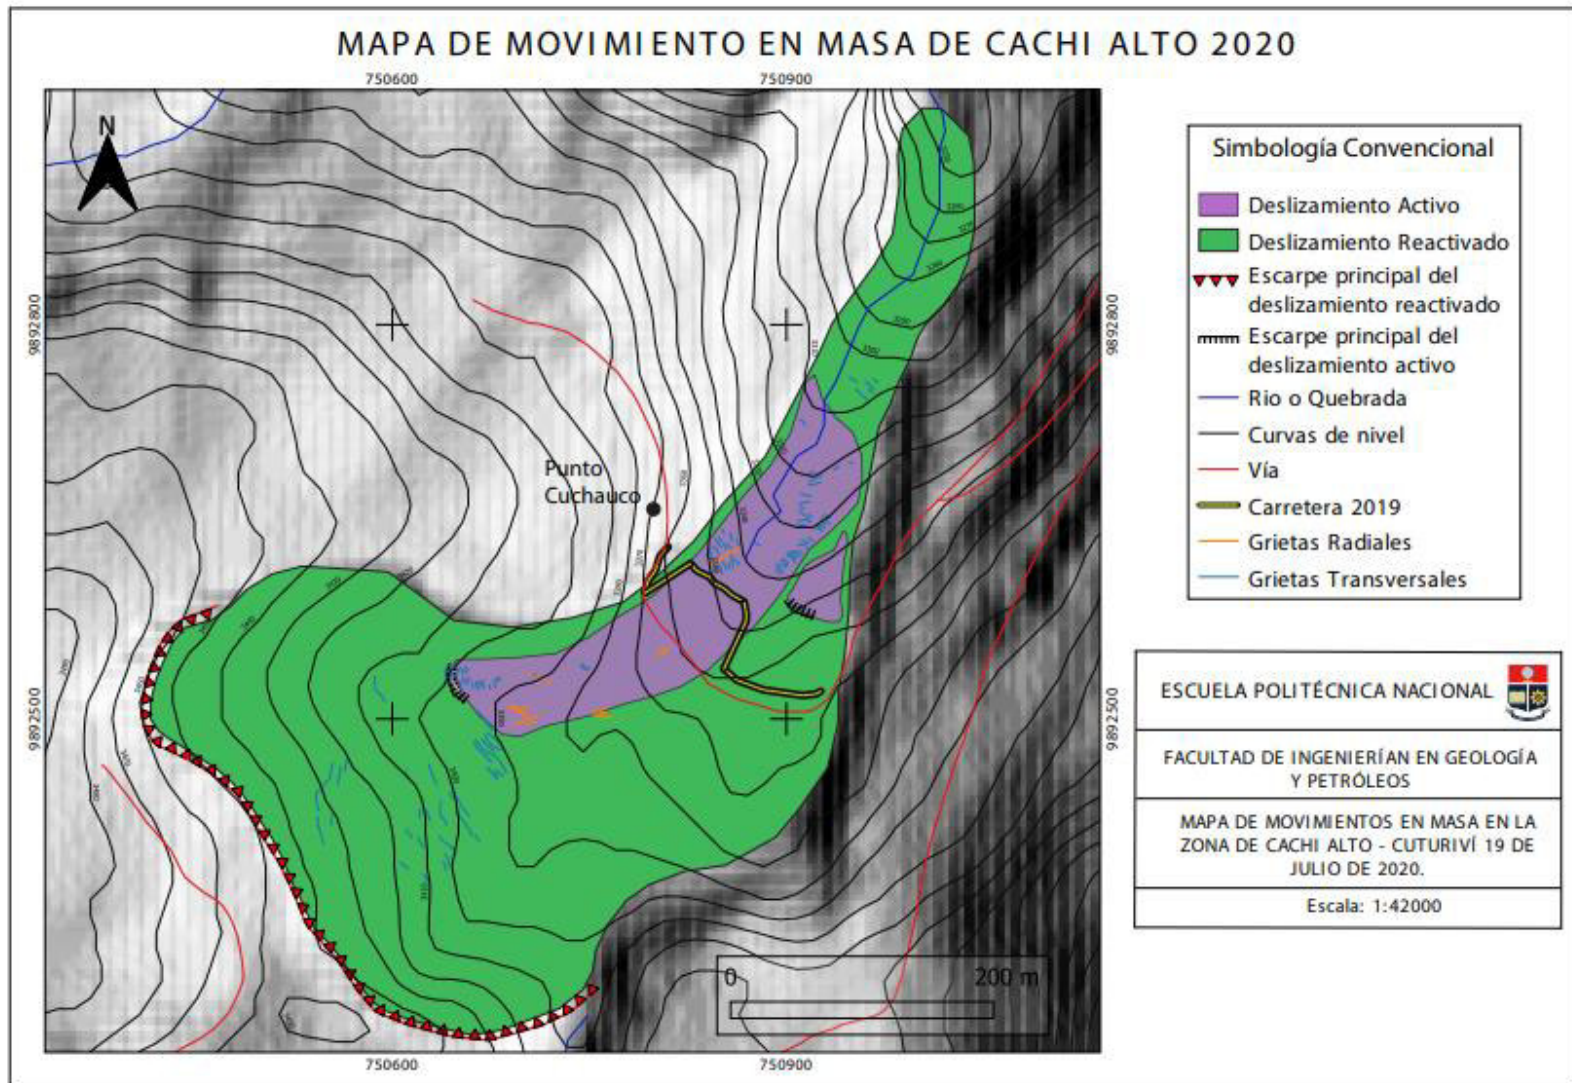 MAPA DE MOVIMIENTO EN MASA DE CACHI ALTO 2020
750600
750900
N
9892800
9892800
Punto
Cuchauco
9892500
9892500
0
200 m
750600
750900
Simbología Convencional
Deslizamiento Activo
Deslizamiento Reactivado
Escarpe principal del
deslizamiento reactivado
Escarpe principal del
deslizamiento activo
Rio o Quebrada
Curvas de nivel
Vía
Carretera 2019
Grietas Radiales
Grietas Transversales
ESCUELA POLITÉCNICA NACIONAL
FACULTAD DE INGENIERÍAN EN GEOLOGÍA
Y PETRÓLEOS
MAPA DE MOVIMIENTOS EN MASA EN LA
ZONA DE CACHI ALTO - CUTURIVÍ 19 DE
JULIO DE 2020.
Escala: 1:42000